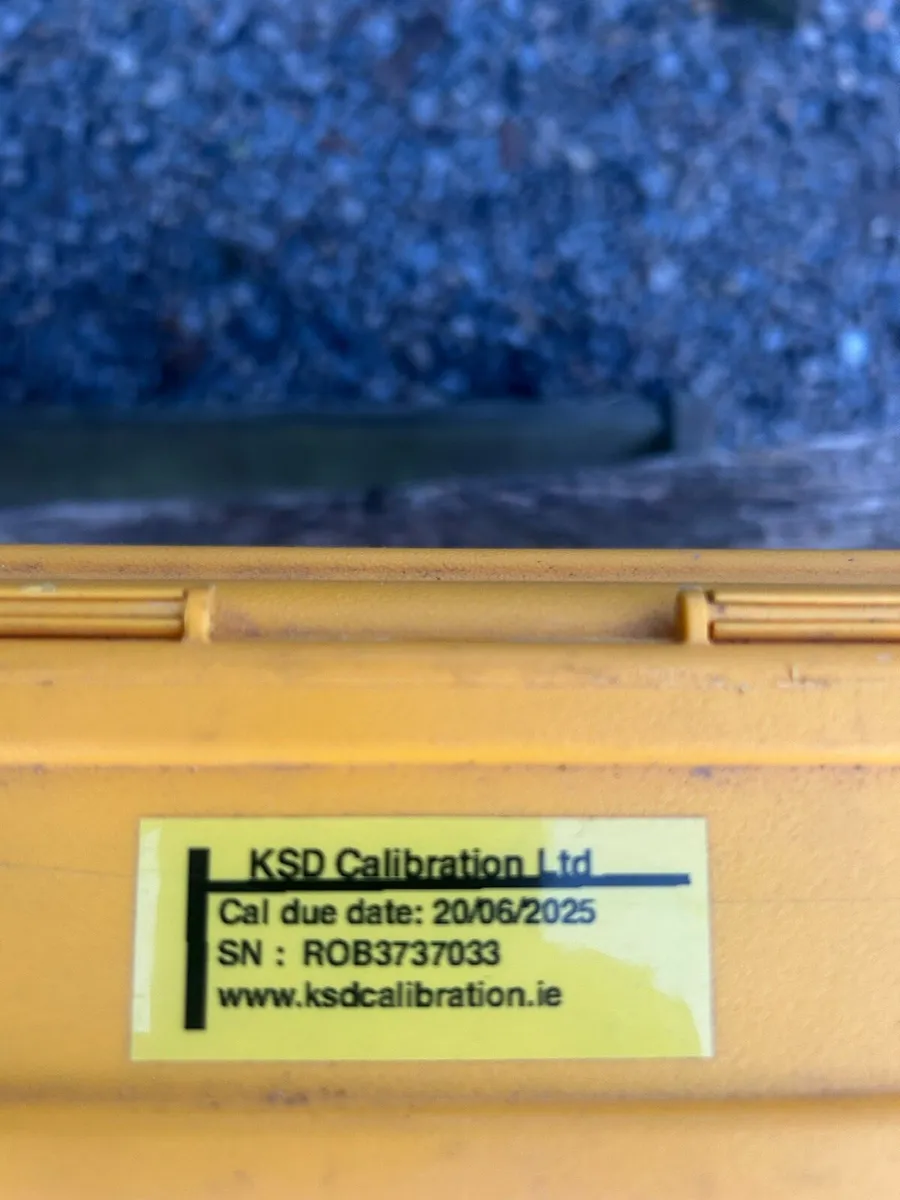 KSD Calibration Ltd
Cal due date: 20/06/2025
SN : ROB3737033
www.ksdcalibration.ie